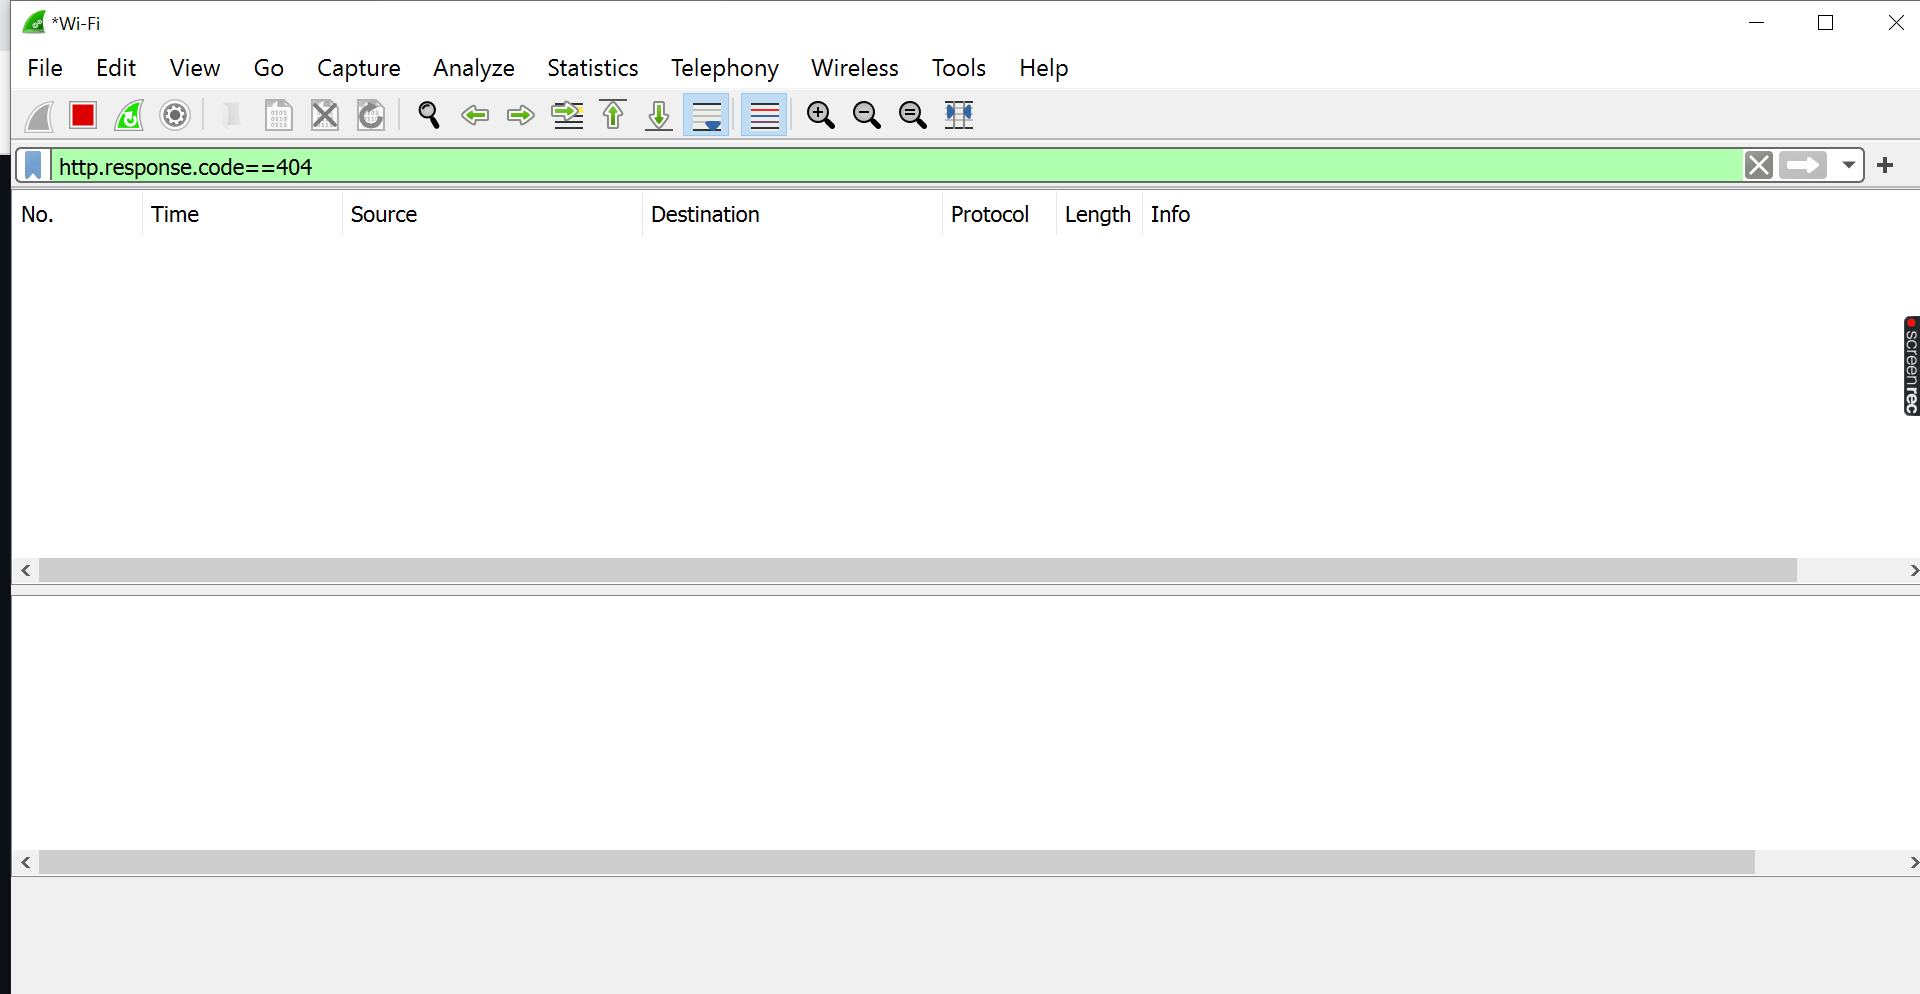 *Wi-Fi
File Edit View Go Capture Analyze Statistics Telephony Wireless Tools Help
http.response.code==404
No. Time Source Destination Protocol Length Info
screenrec